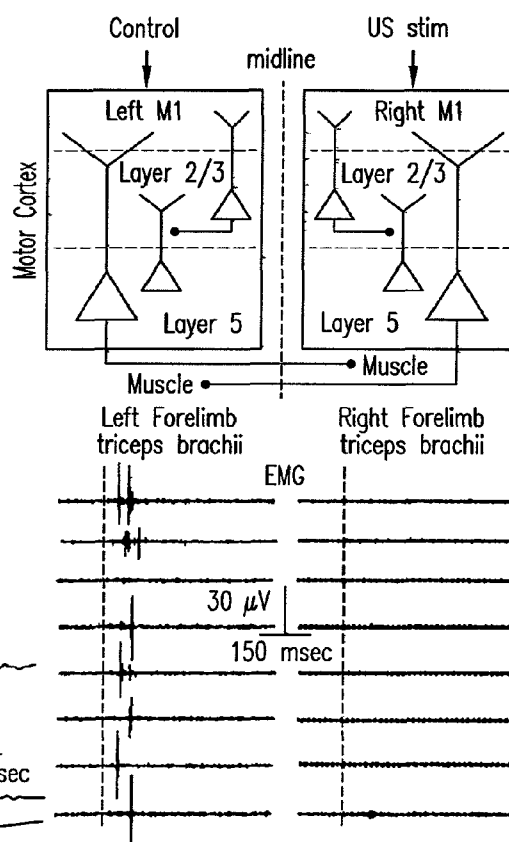 Control
US stim
midline
Left M1
Right M1
Layer 2/3
Layer 2/3
Motor Cortex
Layer 5
Layer 5
Muscle
Muscle
Left Forelimb
triceps brachii
Right Forelimb
triceps brachii
EMG
30 µV
150 msec
sec